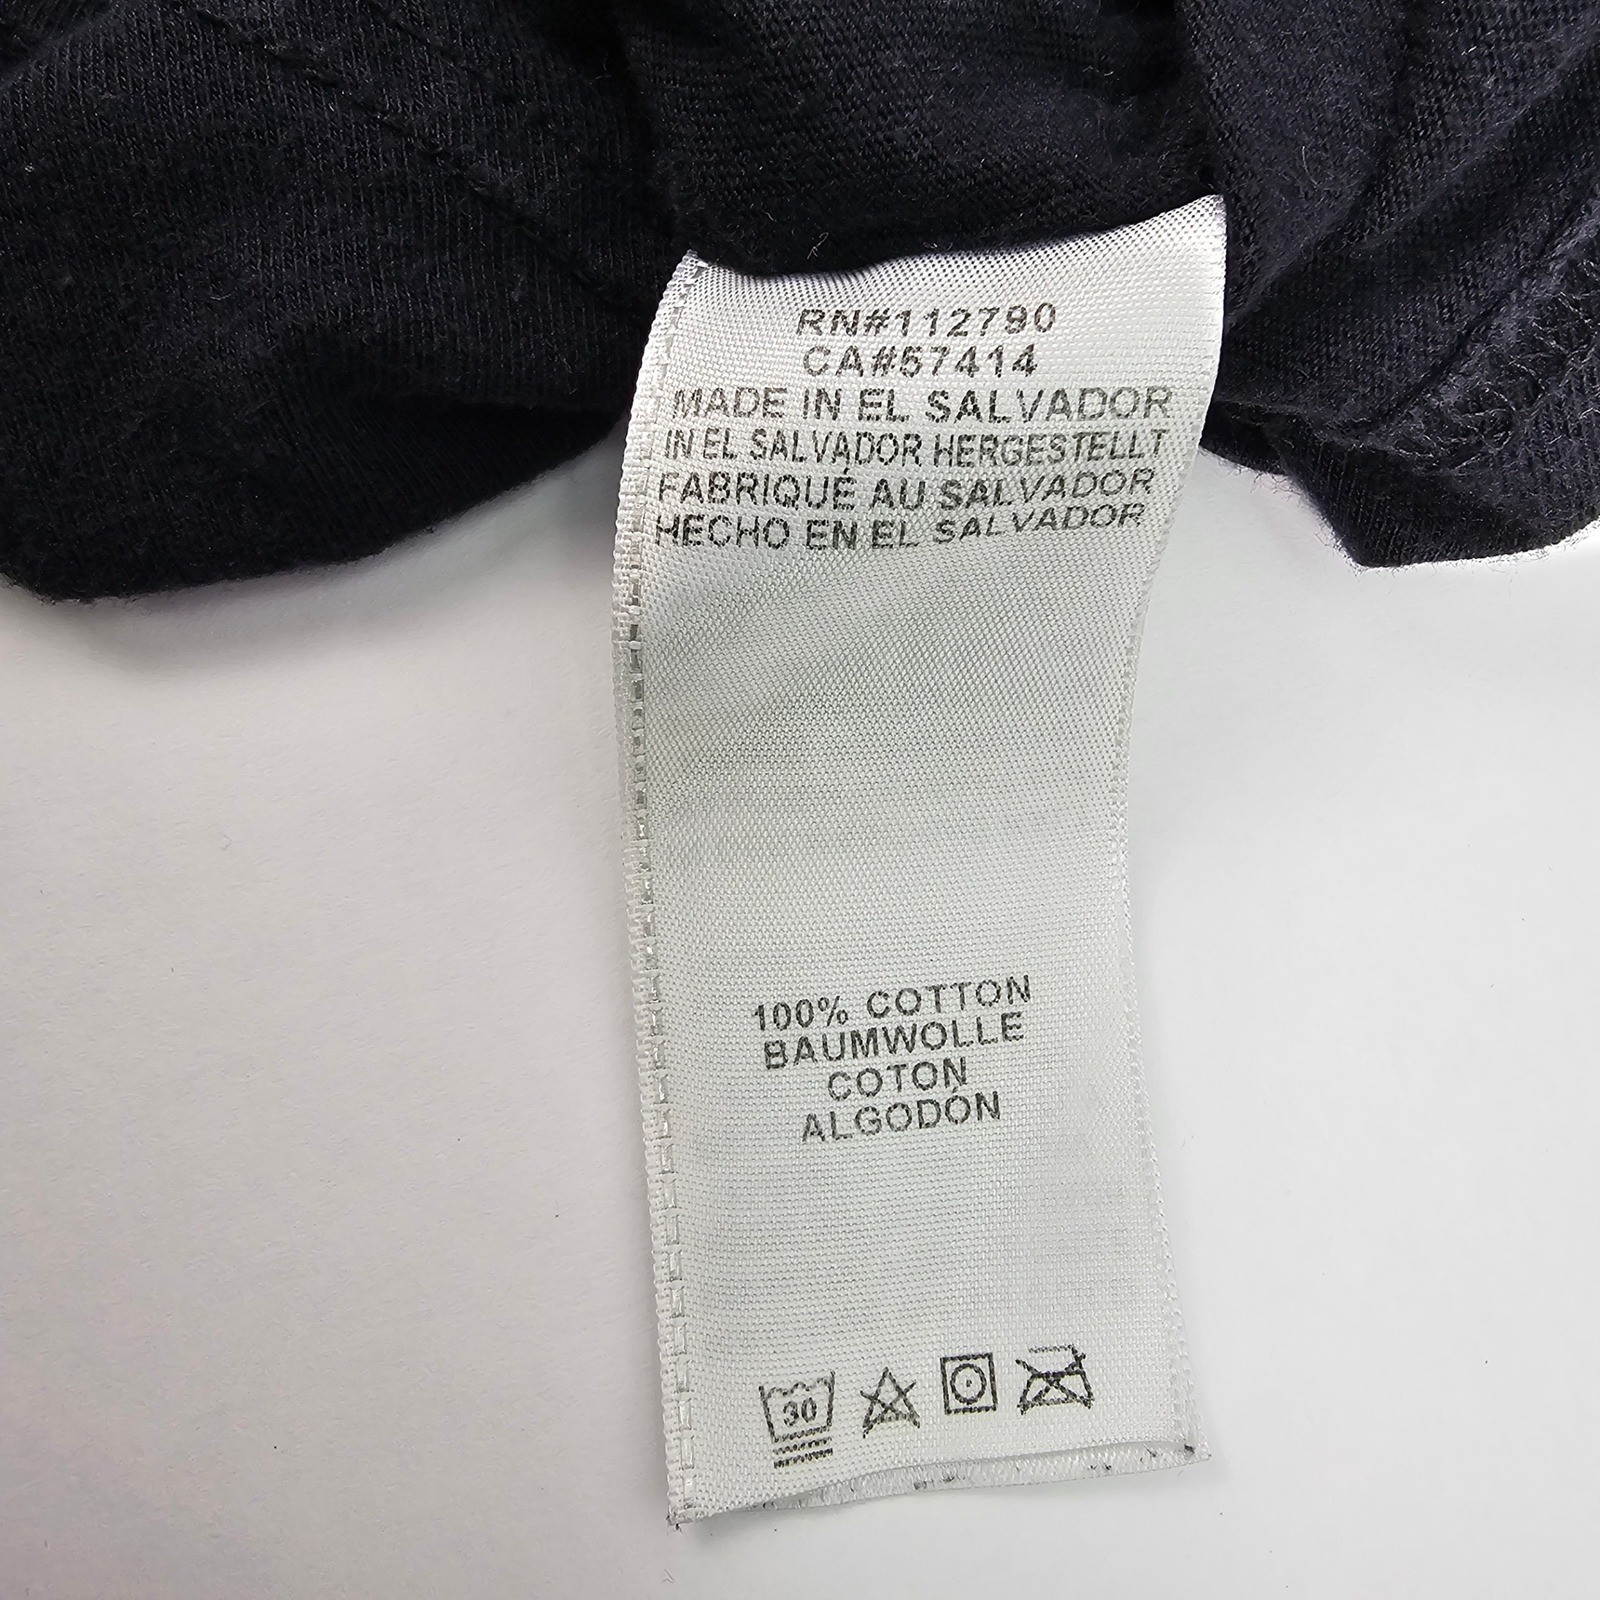 RN#112790
CA#57414
MADE IN EL SALVADOR
IN EL SALVADOR HERGESTELLT
FABRIQUÉ AU SALVADOR
HECHO EN EL SALVADOR
100% COTTON
BAUMWOLLE
COTON
ALGODÓN
30